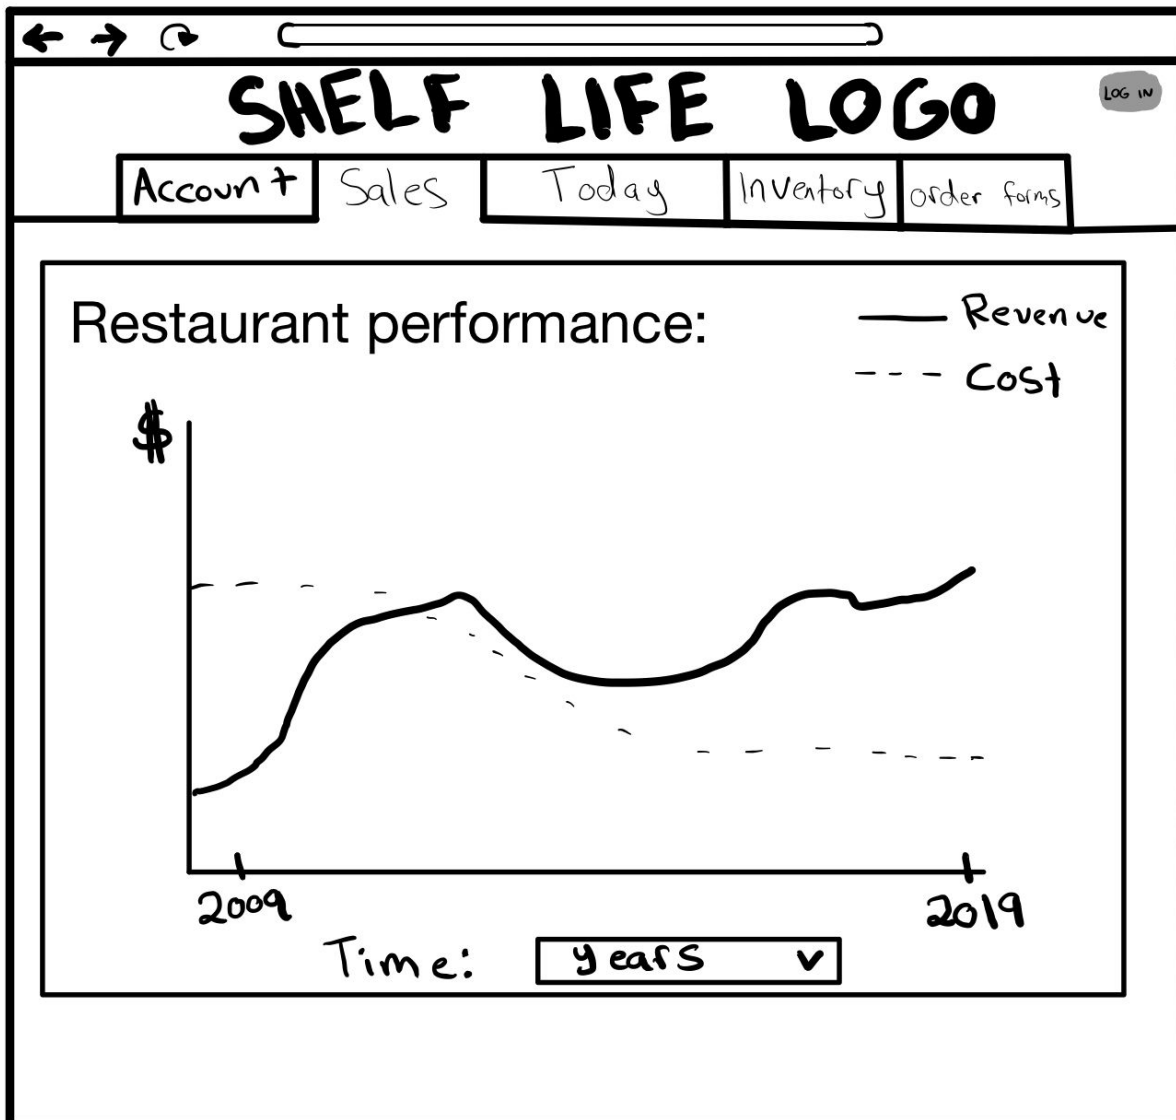 SHELF LIFE LOGO
LOG IN
Account
Sales
Today
Inventory
order forms
Restaurant performance:
Revenue
Cost
$
2009
2019
Time:
years